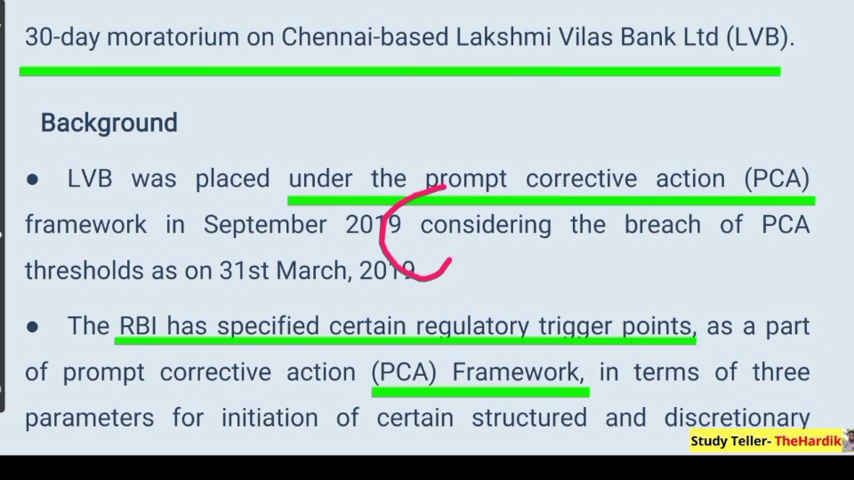 30-day moratorium on Chennai-based Lakshmi Vilas Bank Ltd (LVB).
Background
● LVB was placed under the prompt corrective action (PCA)
framework in September 2019 considering the breach of PCA
thresholds as on 31st March, 2019
● The RBI has specified certain regulatory trigger points, as a part
of prompt corrective action (PCA) Framework, in terms of three
parameters for initiation of certain structured and discretionary
Study Teller- TheHardik